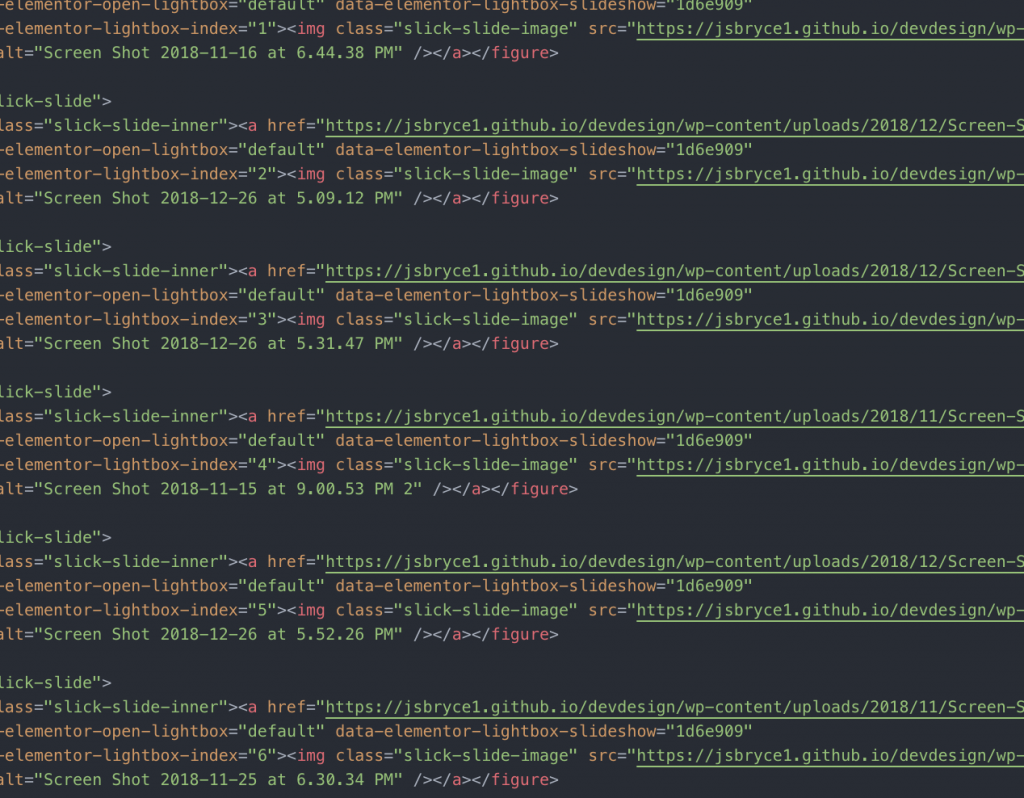 -elementor-open-lightbox="default" data-elementor-lightbox-slideshow="1d6e909"
-elementor-lightbox-index="1"><img class="slick-slide-image" src="https://jsbryce1.github.io/devdesign/wp-
alt="Screen Shot 2018-11-16 at 6.44.38 PM" /></a></figure>
lick-slide">
lass="slick-slide-inner"><a href="https://jsbryce1.github.io/devdesign/wp-content/uploads/2018/12/Screen-S
-elementor-open-lightbox="default" data-elementor-lightbox-slideshow="1d6e909"
-elementor-lightbox-index="2"><img class="slick-slide-image" src="https://jsbryce1.github.io/devdesign/wp-
alt="Screen Shot 2018-12-26 at 5.09.12 PM" /></a></figure>
lick-slide">
lass="slick-slide-inner"><a href="https://jsbryce1.github.io/devdesign/wp-content/uploads/2018/12/Screen-S
-elementor-open-lightbox="default" data-elementor-lightbox-slideshow="1d6e909"
-elementor-lightbox-index="3"><img class="slick-slide-image" src="https://jsbryce1.github.io/devdesign/wp-
alt="Screen Shot 2018-12-26 at 5.31.47 PM" /></a></figure>
lick-slide">
lass="slick-slide-inner"><a href="https://jsbryce1.github.io/devdesign/wp-content/uploads/2018/11/Screen-S
-elementor-open-lightbox="default" data-elementor-lightbox-slideshow="1d6e909"
-elementor-lightbox-index="4"><img class="slick-slide-image" src="https://jsbryce1.github.io/devdesign/wp-
alt="Screen Shot 2018-11-15 at 9.00.53 PM 2" /></a></figure>
lick-slide">
lass="slick-slide-inner"><a href="https://jsbryce1.github.io/devdesign/wp-content/uploads/2018/12/Screen-S
-elementor-open-lightbox="default" data-elementor-lightbox-slideshow="1d6e909"
-elementor-lightbox-index="5"><img class="slick-slide-image" src="https://jsbryce1.github.io/devdesign/wp-
alt="Screen Shot 2018-12-26 at 5.52.26 PM" /></a></figure>
lick-slide">
lass="slick-slide-inner"><a href="https://jsbryce1.github.io/devdesign/wp-content/uploads/2018/11/Screen-S
-elementor-open-lightbox="default" data-elementor-lightbox-slideshow="1d6e909"
-elementor-lightbox-index="6"><img class="slick-slide-image" src="https://jsbryce1.github.io/devdesign/wp-
alt="Screen Shot 2018-11-25 at 6.30.34 PM" /></a></figure>